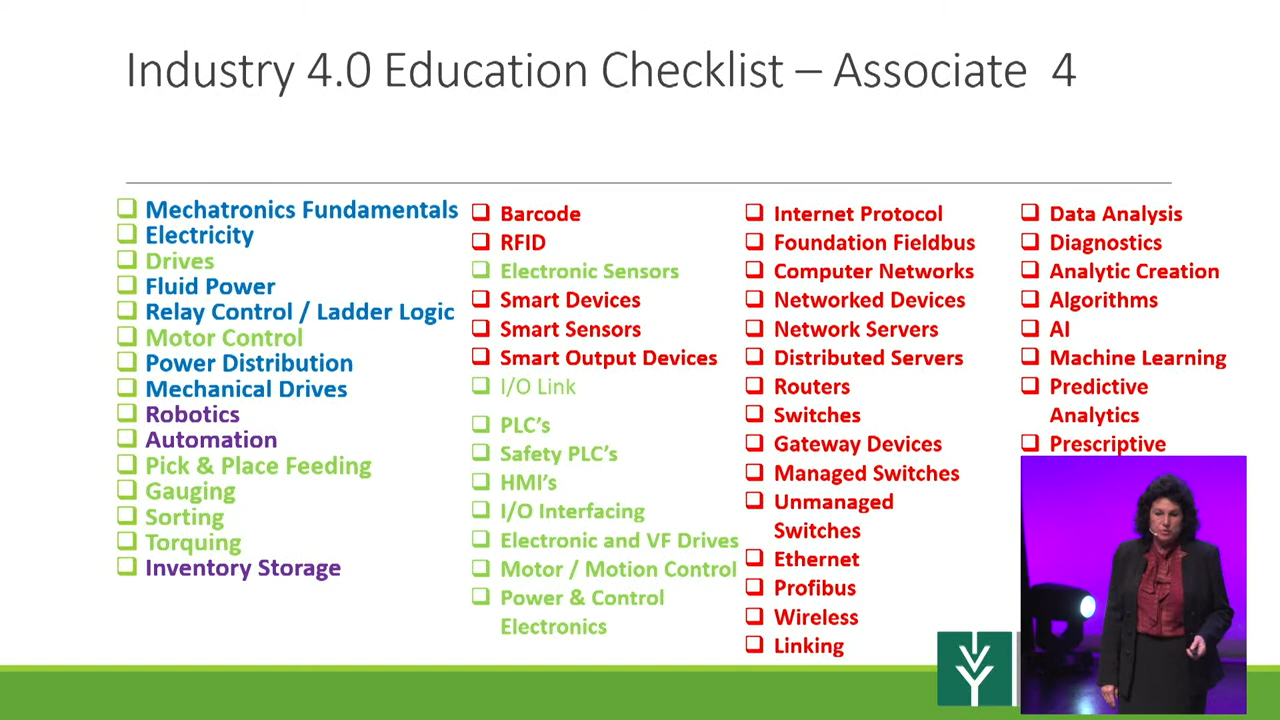 Industry 4.0 Education Checklist – Associate 4
Mechatronics Fundamentals
Electricity
Drives
Fluid Power
Relay Control / Ladder Logic
Motor Control
Power Distribution
Mechanical Drives
Robotics
Automation
Pick & Place Feeding
Gauging
Sorting
Torquing
Inventory Storage
Barcode
RFID
Electronic Sensors
Smart Devices
Smart Sensors
Smart Output Devices
I/O Link
PLC's
Safety PLC's
HMI's
I/O Interfacing
Electronic and VF Drives
Motor / Motion Control
Power & Control
Electronics
Internet Protocol
Foundation Fieldbus
Computer Networks
Networked Devices
Network Servers
Distributed Servers
Routers
Switches
Gateway Devices
Managed Switches
Unmanaged
Switches
Ethernet
Profibus
Wireless
Linking
Data Analysis
Diagnostics
Analytic Creation
Algorithms
AI
Machine Learning
Predictive
Analytics
Prescriptive